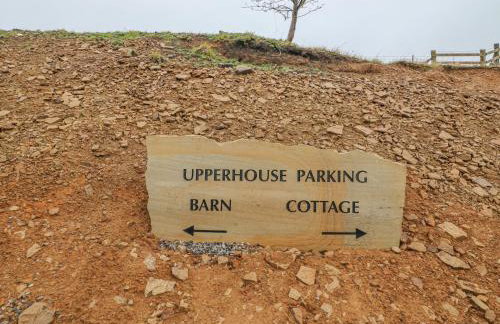 UPPERHOUSE PARKING
BARN COTTAGE